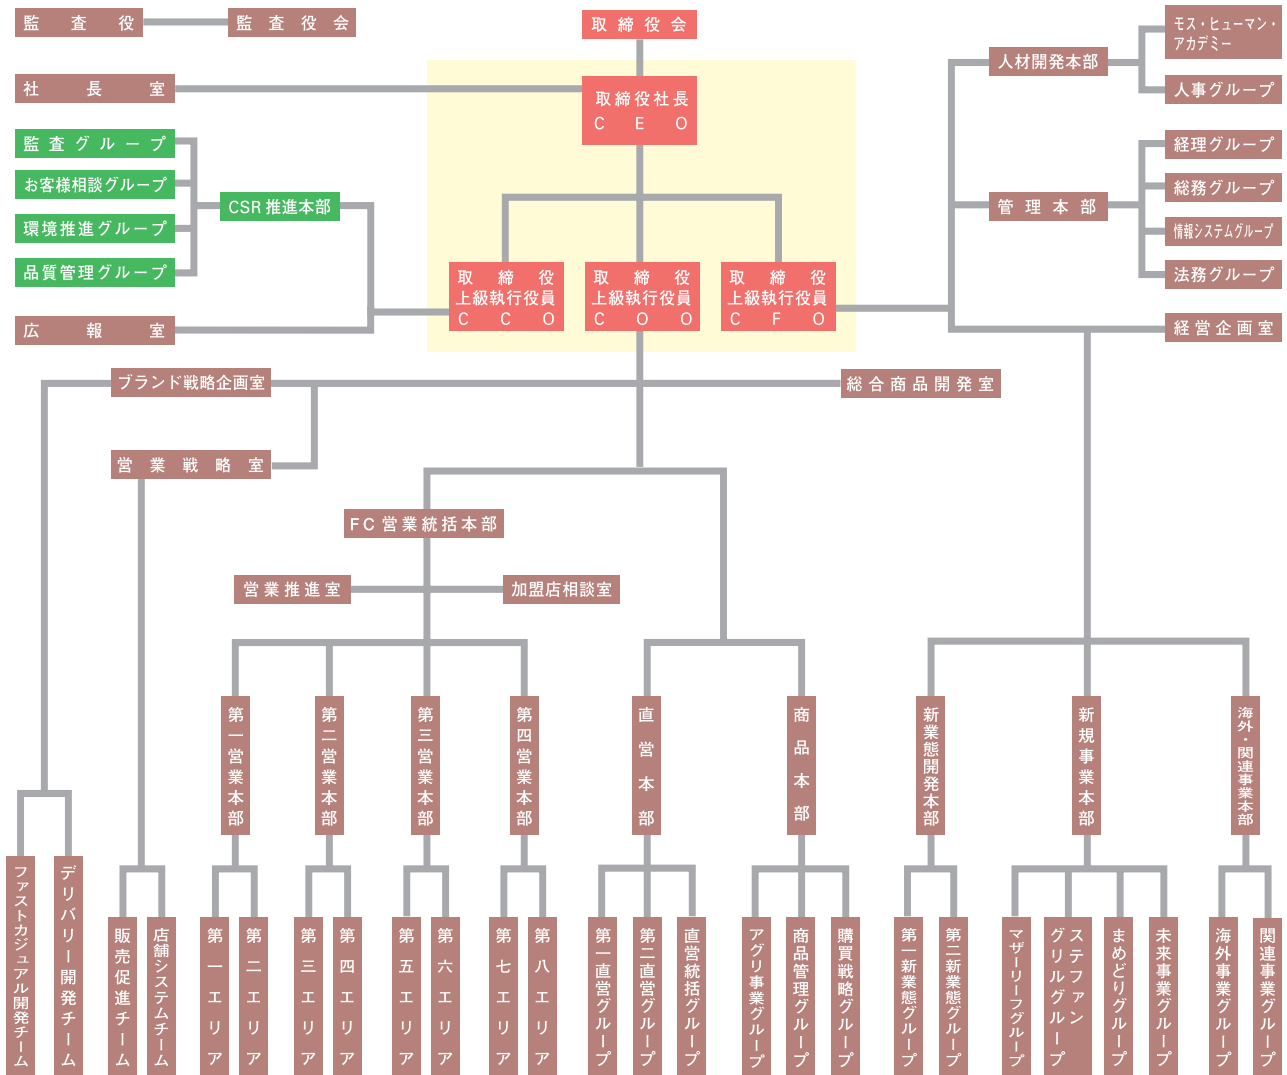 監査役
監査役会
取締役会
モス・ヒューマン・
アカデミー
人材開発本部
社長室
取締役社長
CEO
人事グループ
監査グループ
経理グループ
お客様相談グループ
総務グループ
CSR 推進本部
管理本部
環境推進グループ
情報システムグループ
品質管理グループ
法務グループ
取締役
上級執行役員
CCO
取締役
上級執行役員
COO
取締役
上級執行役員
CFO
広報室
経営企画室
ブランド戦略企画室
総合商品開発室
営業戦略室
FC営業統括本部
営業推進室
加盟店相談室
第一営業本部
第二営業本部
第三営業本部
第四営業本部
直営本部
商品本部
新業態開発本部
新規事業本部
海外・関連事業本部
ファストカジュアル開発チーム
デリバリー開発チーム
販売促進チーム
店舗システムチーム
第一エリア
第二エリア
第三エリア
第四エリア
第五エリア
第六エリア
第七エリア
第八エリア
第一直営グループ
第二直営グループ
直営統括グループ
アグリ事業グループ
商品管理グループ
購買戦略グループ
第一新業態グループ
第二新業態グループ
マザーリーフグループ
ステファン
グリルグループ
まめどりグループ
未来事業グループ
海外事業グループ
関連事業グループ